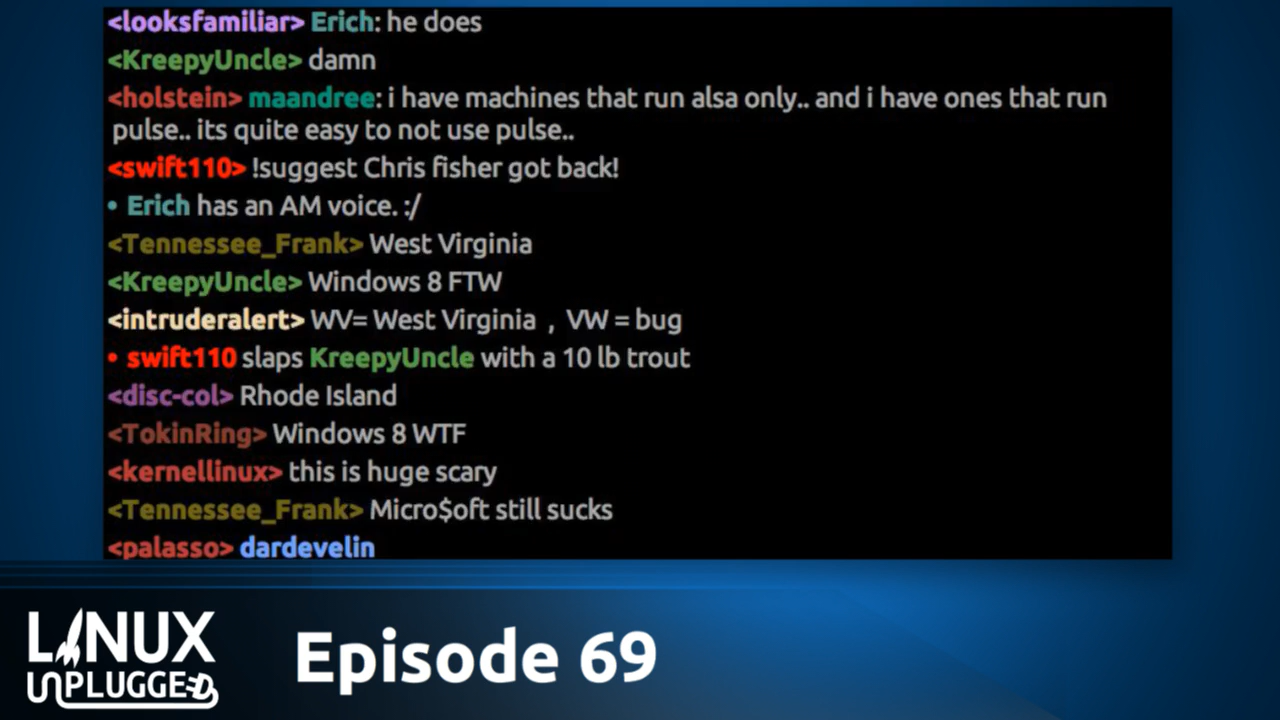 <looksfamiliar> Erich: he does
<KreepyUncle> damn
<holstein> maandree: i have machines that run alsa only.. and i have ones that run
pulse.. its quite easy to not use pulse..
<swift110> !suggest Chris fisher got back!
• Erich has an AM voice. :/
<Tennessee_Frank> West Virginia
<KreepyUncle> Windows 8 FTW
<intruderalert> WV= West Virginia , VW = bug
• swift110 slaps KreepyUncle with a 10 lb trout
<disc-col> Rhode Island
<TokinRing> Windows 8 WTF
<kernellinux> this is huge scary
<Tennessee_Frank> Micro$oft still sucks
<palasso> dardevelin
LINUX
UNPLUGGED
Episode 69